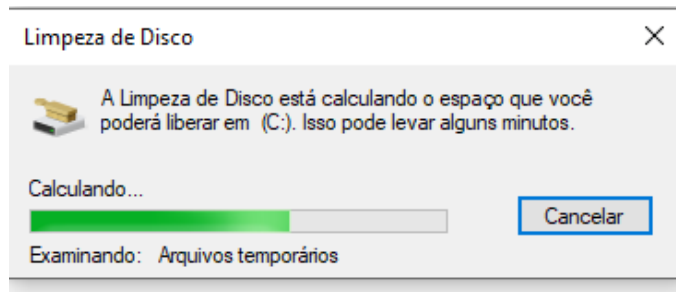 Limpeza de Disco
A Limpeza de Disco está calculando o espaço que você
poderá liberar em  (C:). Isso pode levar alguns minutos.
Calculando...
Cancelar
Examinando:   Arquivos temporários